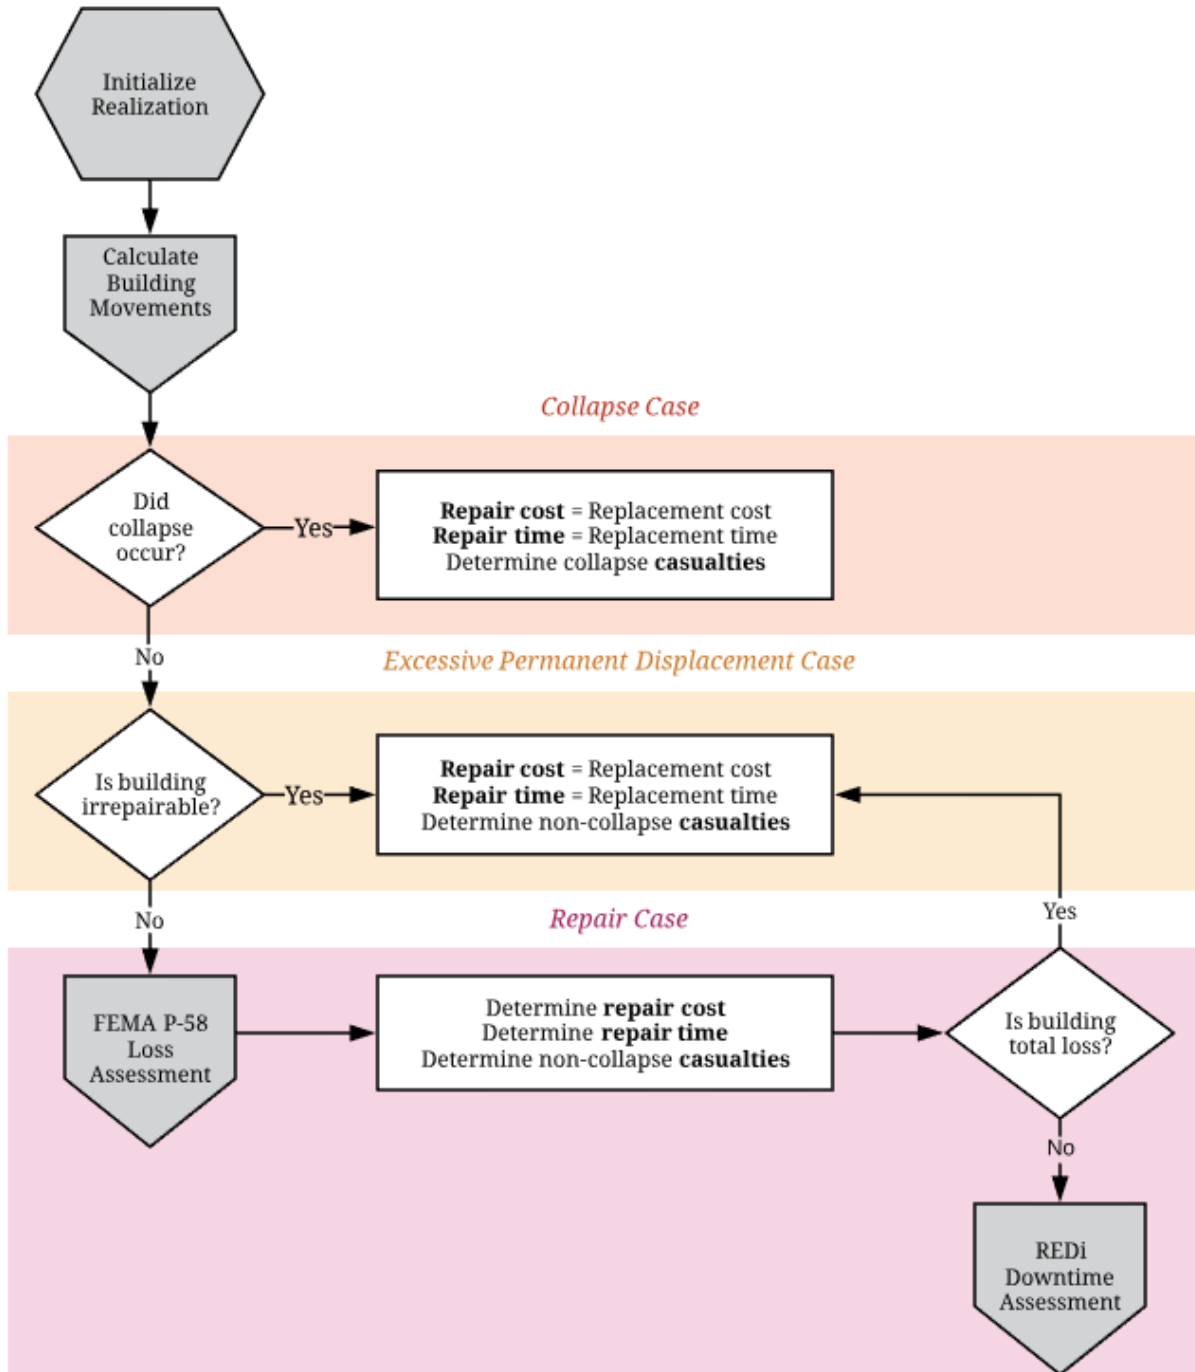 Initialize
Realization
Calculate
Building
Movements
Collapse Case
Did
collapse
occur?
Yes
Repair cost = Replacement cost
Repair time = Replacement time
Determine collapse casualties
No
Excessive Permanent Displacement Case
Is building
irrepairable?
Yes
Repair cost = Replacement cost
Repair time = Replacement time
Determine non-collapse casualties
No
Repair Case
Yes
FEMA P-58
Loss
Assessment
Determine repair cost
Determine repair time
Determine non-collapse casualties
Is building
total loss?
No
REDi
Downtime
Assessment